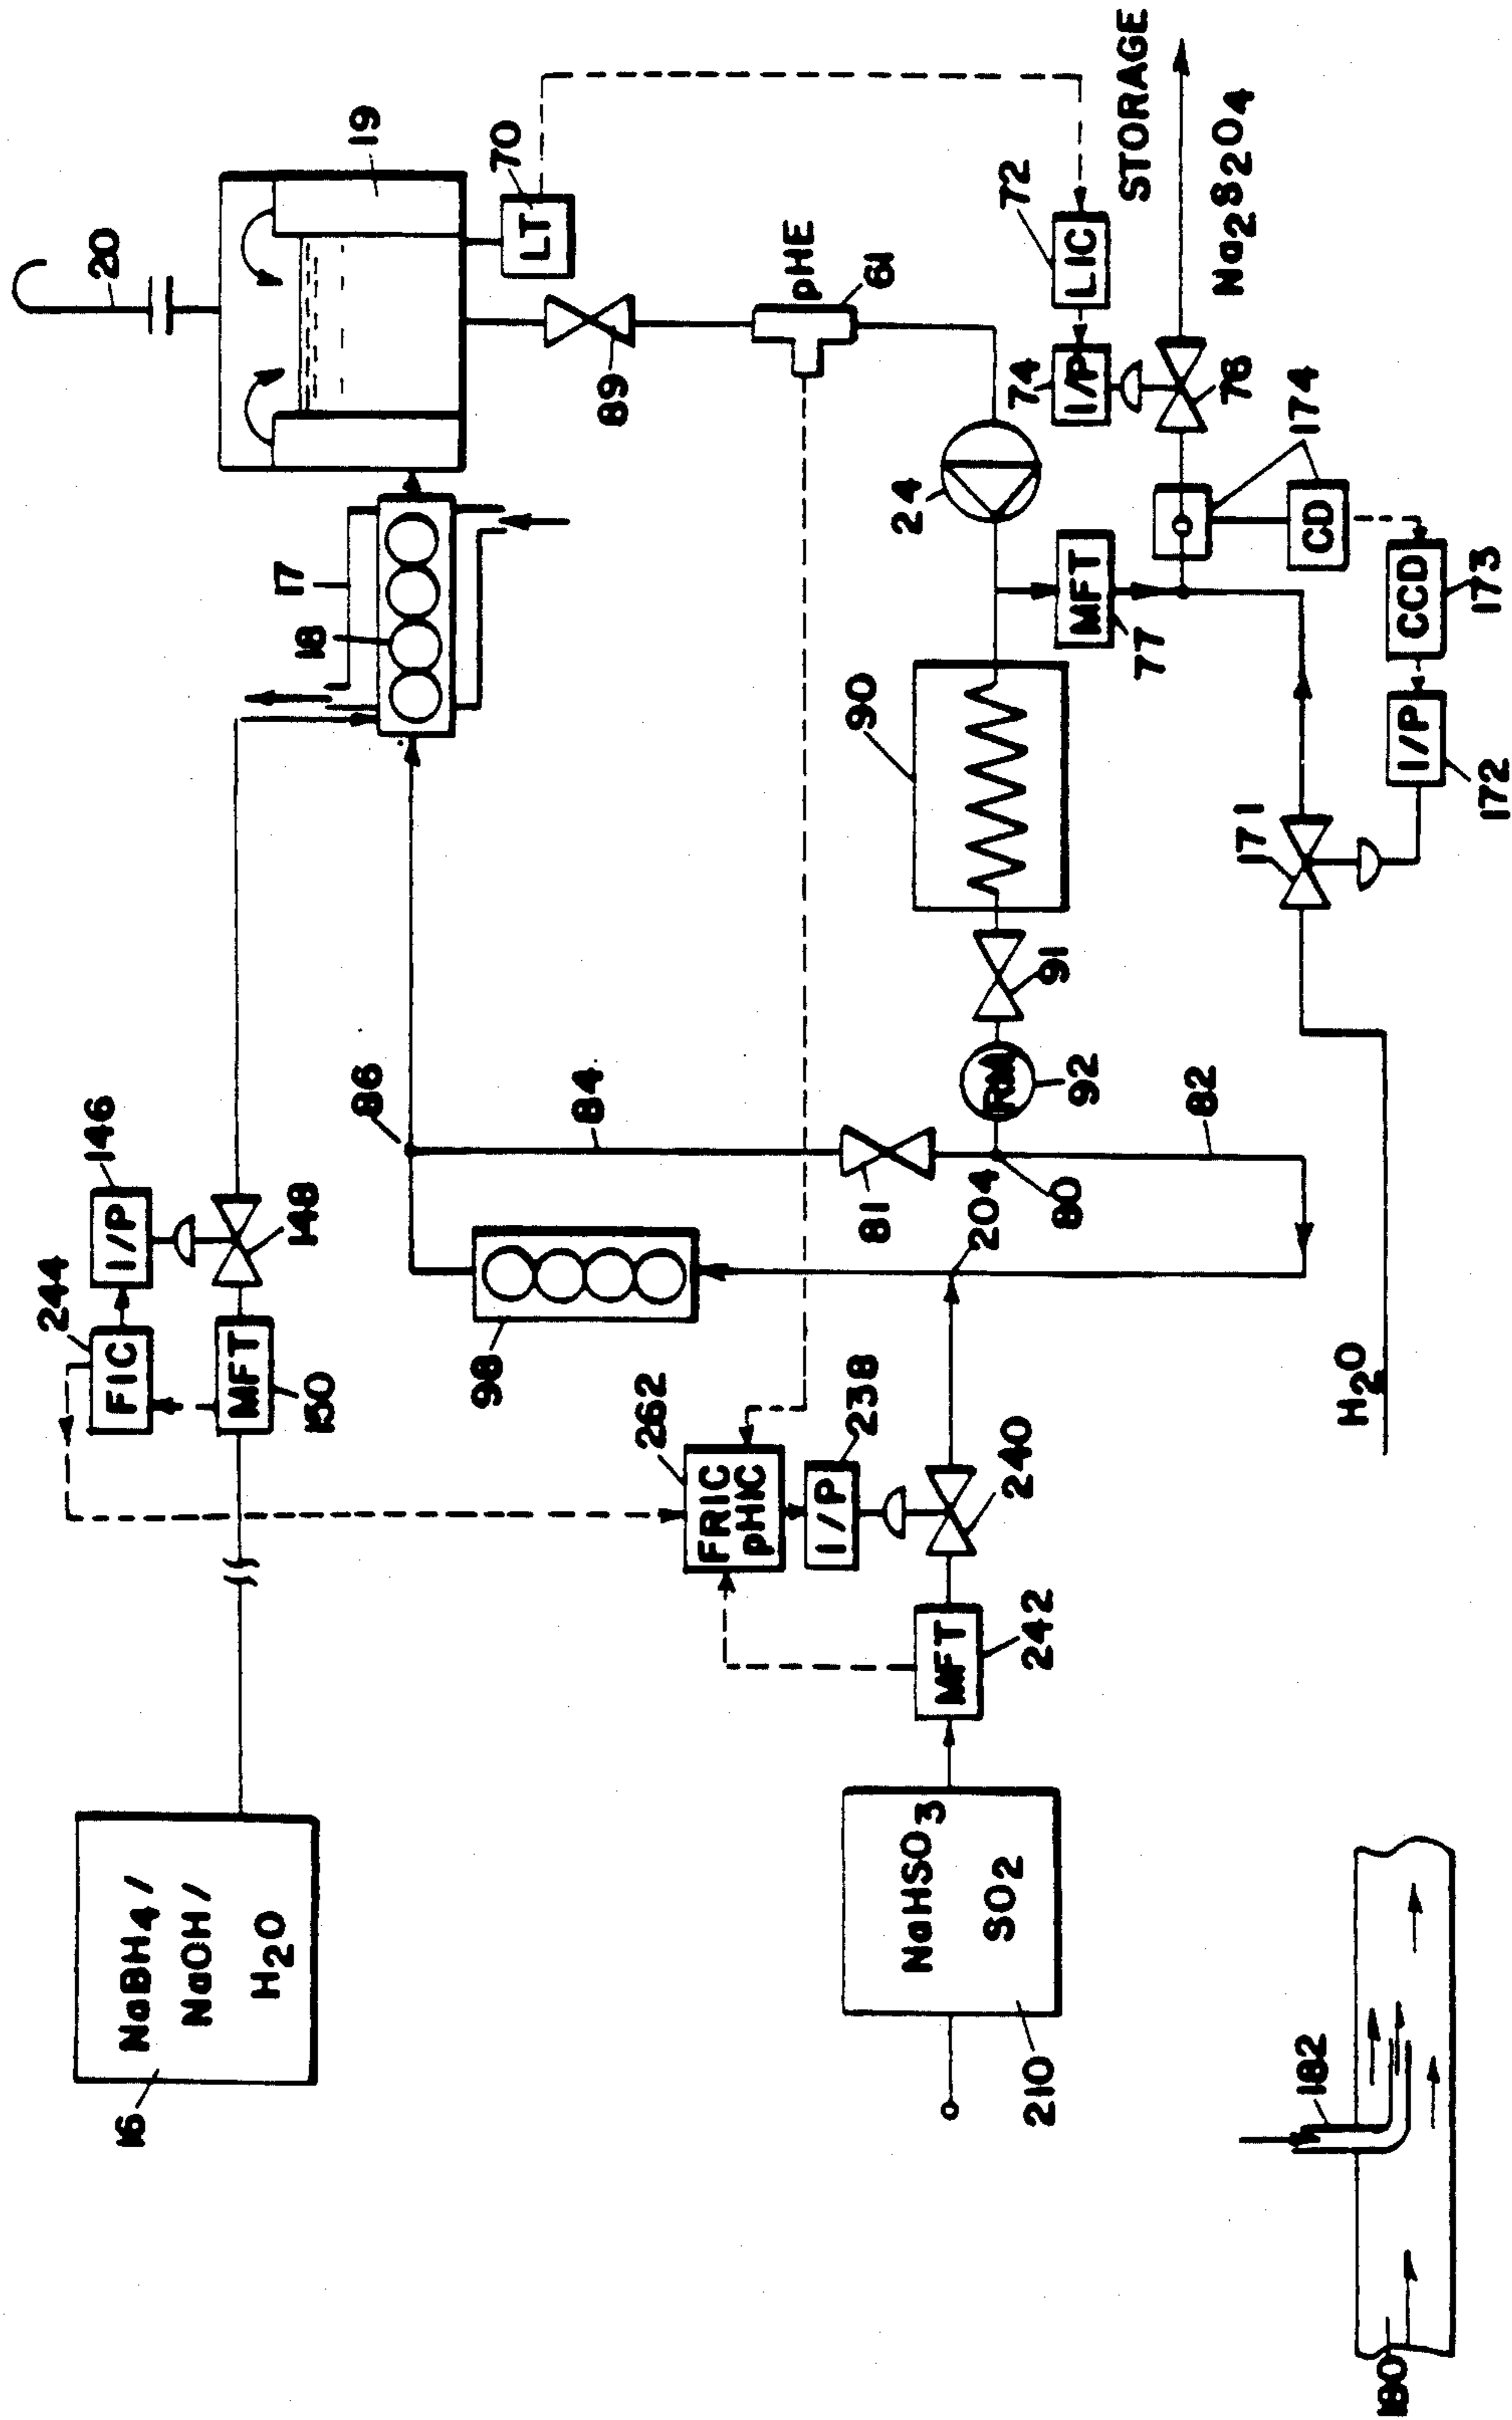 20
19
70
LT
17
18
89
pHE
61
72
LIC
74
I/P
STORAGE
Na2S2O4
76
174
CD
24
MFT
77
CCD
173
I/P
172
171
90
91
RM
92
82
80
204
81
84
86
98
146
I/P
148
244
FIC
MFT
150
262
FRIC
pHIC
I/P
238
240
MFT
242
H2O
NaBH4/
NaOH/
H2O
16
NaHSO3
SO2
210
182
180